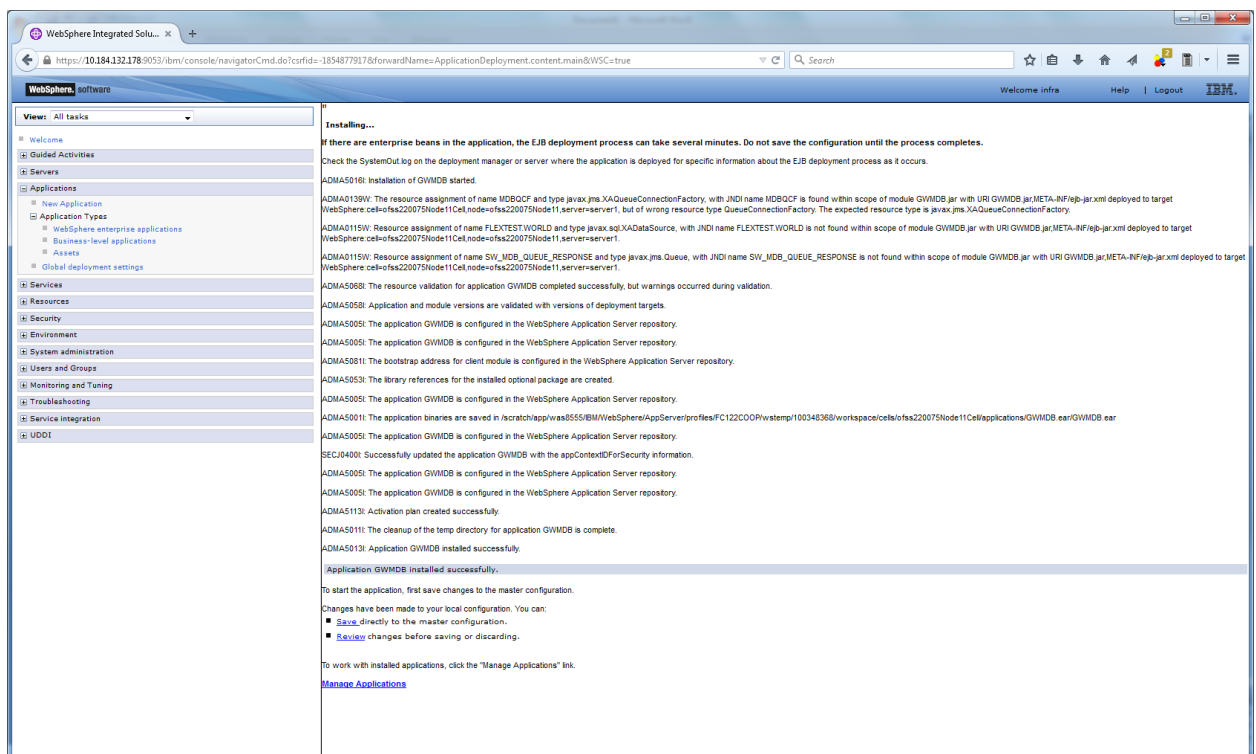 WebSphere Integrated Solu... × +
https://10.184.132.178:9053/ibm/console/navigatorCmd.do?csrfid=-1854877917&forwardName=ApplicationDeployment.content.main&WSC=true
Search
2
WebSphere. software
Welcome infra
Help | Logout
IBM.
View: All tasks
Welcome
Guided Activities
Servers
Applications
New Application
Application Types
WebSphere enterprise applications
Business-level applications
Assets
Global deployment settings
Services
Resources
Security
Environment
System administration
Users and Groups
Monitoring and Tuning
Troubleshooting
Service integration
UDDI
"
Installing...
If there are enterprise beans in the application, the EJB deployment process can take several minutes. Do not save the configuration until the process completes.
Check the SystemOut.log on the deployment manager or server where the application is deployed for specific information about the EJB deployment process as it occurs.
ADMA5016I: Installation of GWMDB started.
ADMA0139W: The resource assignment of name MDBQCF and type javax.jms.XAQueueConnectionFactory, with JNDI name MDBQCF is found within scope of module GWMDB.jar with URI GWMDB.jar,META-INF/ejb-jar.xml deployed to target
WebSphere:cell=ofss220075Node11Cell,node=ofss220075Node11,server=server1, but of wrong resource type QueueConnectionFactory. The expected resource type is javax.jms.XAQueueConnectionFactory.
ADMA0115W: Resource assignment of name FLEXTEST.WORLD and type javax.sql.XADataSource, with JNDI name FLEXTEST.WORLD is not found within scope of module GWMDB.jar with URI GWMDB.jar,META-INF/ejb-jar.xml deployed to target
WebSphere:cell=ofss220075Node11Cell,node=ofss220075Node11,server=server1.
ADMA0115W: Resource assignment of name SW_MDB_QUEUE_RESPONSE and type javax.jms.Queue, with JNDI name SW_MDB_QUEUE_RESPONSE is not found within scope of module GWMDB.jar with URI GWMDB.jar,META-INF/ejb-jar.xml deployed to target
WebSphere:cell=ofss220075Node11Cell,node=ofss220075Node11,server=server1.
ADMA5068I: The resource validation for application GWMDB completed successfully, but warnings occurred during validation.
ADMA5058I: Application and module versions are validated with versions of deployment targets.
ADMA5005I: The application GWMDB is configured in the WebSphere Application Server repository.
ADMA5005I: The application GWMDB is configured in the WebSphere Application Server repository.
ADMA5081I: The bootstrap address for client module is configured in the WebSphere Application Server repository.
ADMA5053I: The library references for the installed optional package are created.
ADMA5005I: The application GWMDB is configured in the WebSphere Application Server repository.
ADMA5001I: The application binaries are saved in /scratch/app/was8555/IBM/WebSphere/AppServer/profiles/FC122COOP/wstemp/100348368/workspace/cells/ofss220075Node11Cell/applications/GWMDB.ear/GWMDB.ear
ADMA5005I: The application GWMDB is configured in the WebSphere Application Server repository.
SECJ0400I: Successfully updated the application GWMDB with the appContextIDForSecurity information.
ADMA5005I: The application GWMDB is configured in the WebSphere Application Server repository.
ADMA5005I: The application GWMDB is configured in the WebSphere Application Server repository.
ADMA5113I: Activation plan created successfully.
ADMA5011I: The cleanup of the temp directory for application GWMDB is complete.
ADMA5013I: Application GWMDB installed successfully.
Application GWMDB installed successfully.
To start the application, first save changes to the master configuration.
Changes have been made to your local configuration. You can:
Save directly to the master configuration.
Review changes before saving or discarding.
To work with installed applications, click the "Manage Applications" link.
Manage Applications